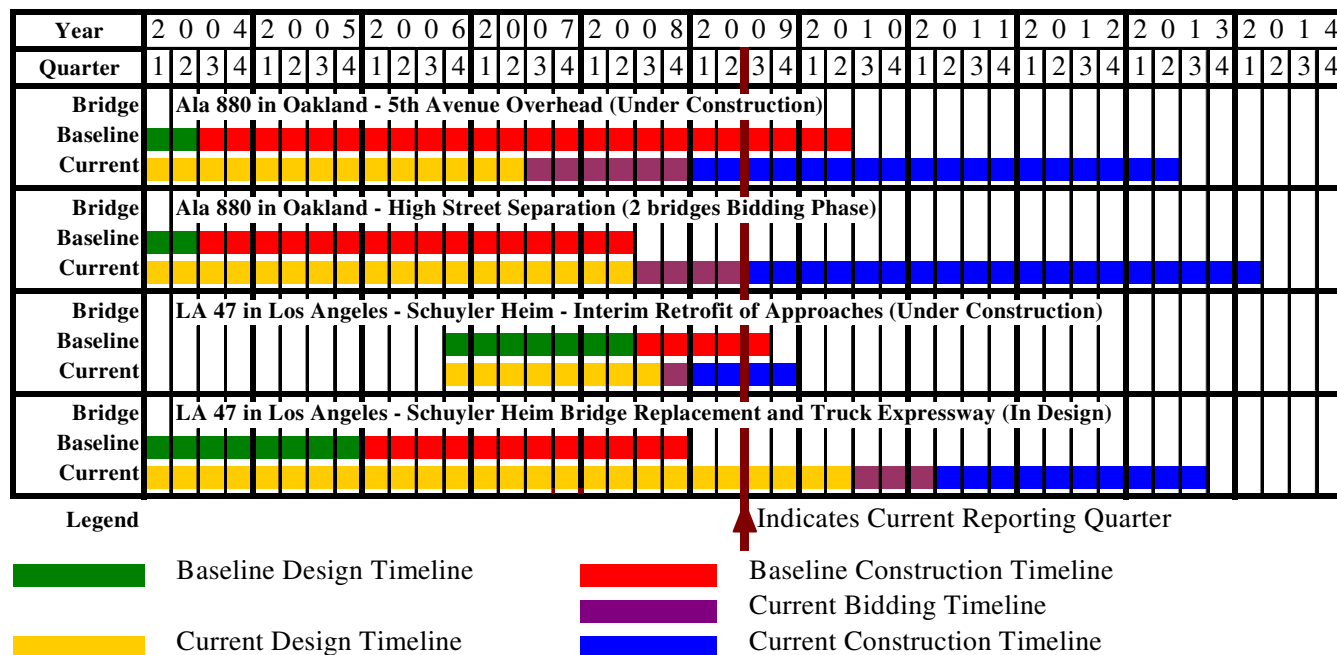 Year 2 0 0 4 2 0 0 5 2 0 0 6 2 0 0 7 2 0 0 8 2 0 0 9 2 0 1 0 2 0 1 1 2 0 1 2 2 0 1 3 2 0 1 4
Quarter 1 2 3 4 1 2 3 4 1 2 3 4 1 2 3 4 1 2 3 4 1 2 3 4 1 2 3 4 1 2 3 4 1 2 3 4 1 2 3 4 1 2 3 4
Bridge Ala 880 in Oakland - 5th Avenue Overhead (Under Construction)
Baseline
Current
Bridge Ala 880 in Oakland - High Street Separation (2 bridges Bidding Phase)
Baseline
Current
Bridge LA 47 in Los Angeles - Schuyler Heim - Interim Retrofit of Approaches (Under Construction)
Baseline
Current
Bridge LA 47 in Los Angeles - Schuyler Heim Bridge Replacement and Truck Expressway (In Design)
Baseline
Current
Legend Indicates Current Reporting Quarter
Baseline Design Timeline Baseline Construction Timeline
Current Bidding Timeline
Current Design Timeline Current Construction Timeline